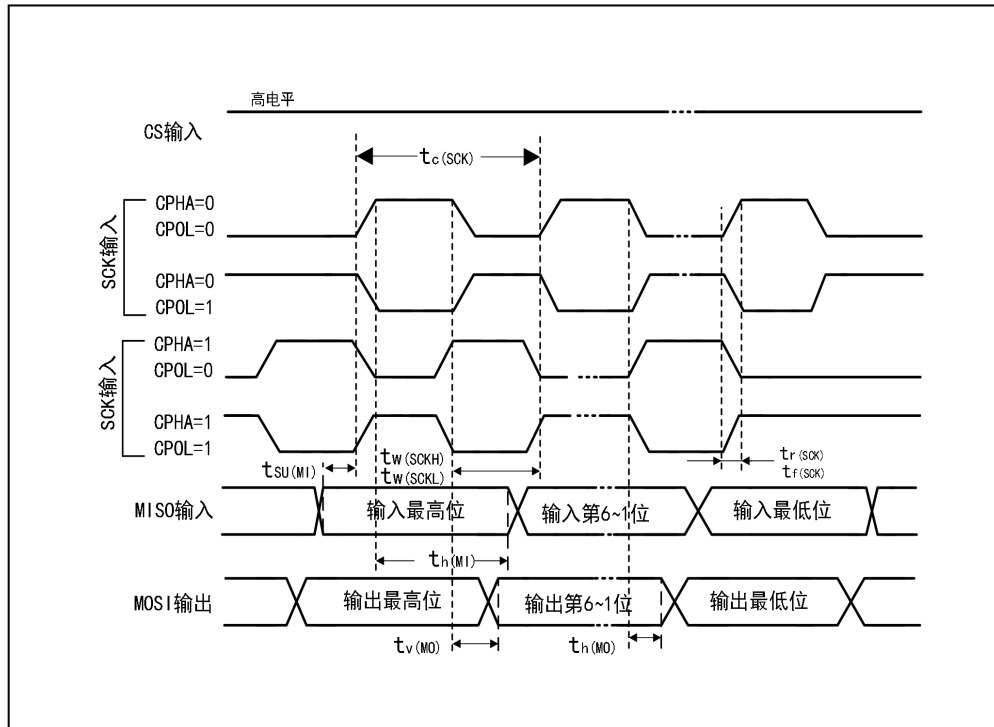 高电平
CS输入
tc(SCK)
SCK输入
CPHA=0
CPOL=0
CPHA=0
CPOL=1
SCK输入
CPHA=1
CPOL=0
CPHA=1
CPOL=1
tSU(MI)
tW(SCKH)
tW(SCKL)
tr(SCK)
tf(SCK)
MISO输入
输入最高位
输入第6~1位
输入最低位
th(MI)
MOSI输出
输出最高位
输出第6~1位
输出最低位
tv(MO)
th(MO)